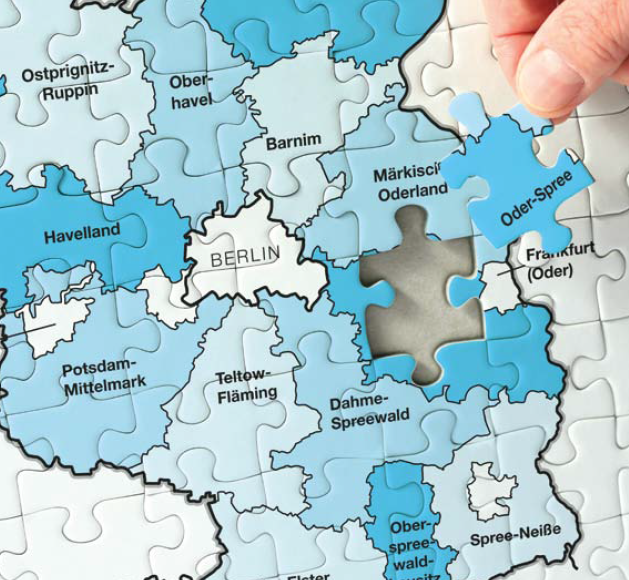 Ostprignitz-
Ruppin
Ober-
havel
Barnim
Märkisch
Oderland
Oder-Spree
Havelland
BERLIN
Frankfurt
(Oder)
Potsdam-
Mittelmark
Teltow-
Fläming
Dahme-
Spreewald
Ober-
spree-
wald-
Spree-Neiße